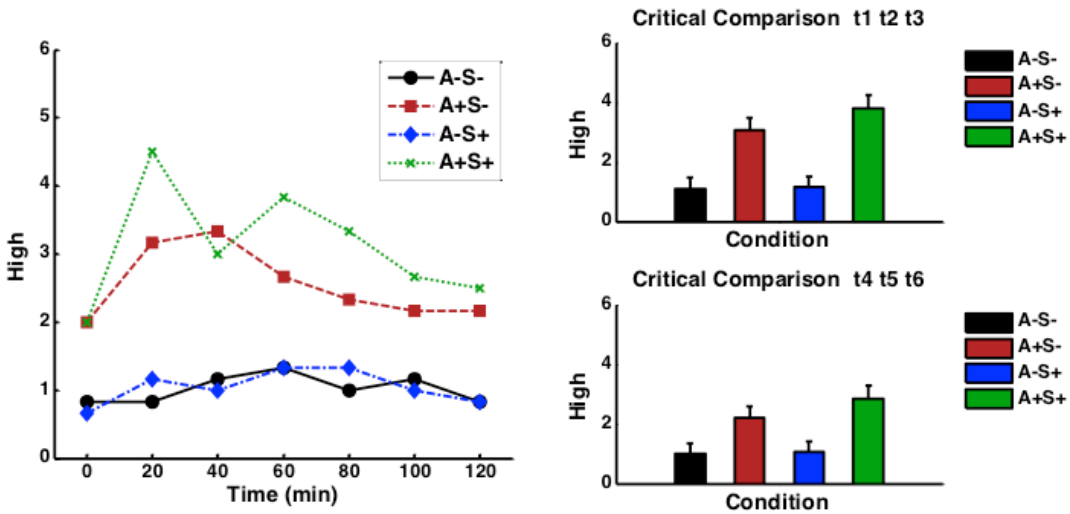 6
5
4
3
2
1
0
High
0 20 40 60 80 100 120
Time (min)
A-S-
A+S-
A-S+
A+S+
Critical Comparison t1 t2 t3
6
4
2
0
High
Condition
A-S-
A+S-
A-S+
A+S+
Critical Comparison t4 t5 t6
6
4
2
0
High
Condition
A-S-
A+S-
A-S+
A+S+